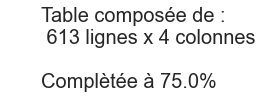 Table composée de :
613 lignes x 4 colonnes
Complètée à 75.0%